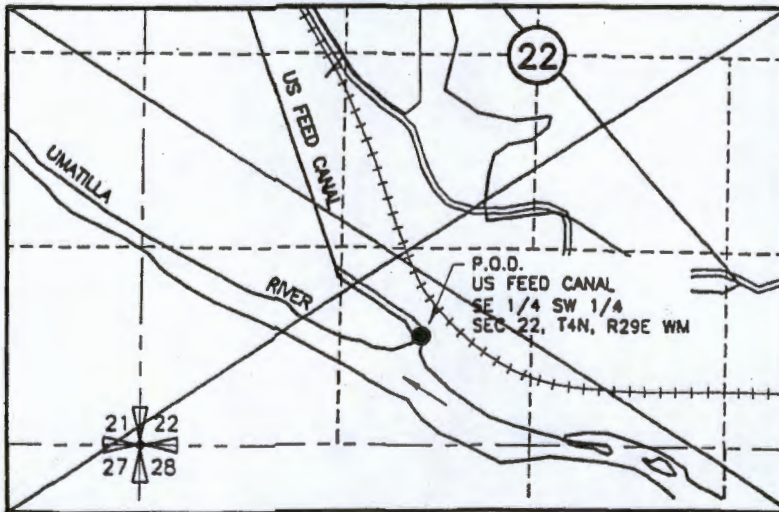 22
US FEED CANAL
UMATILLA
RIVER
P.O.D.
US FEED CANAL
SE 1/4 SW 1/4
SEC 22, T4N, R29E WM
21 22
27 28